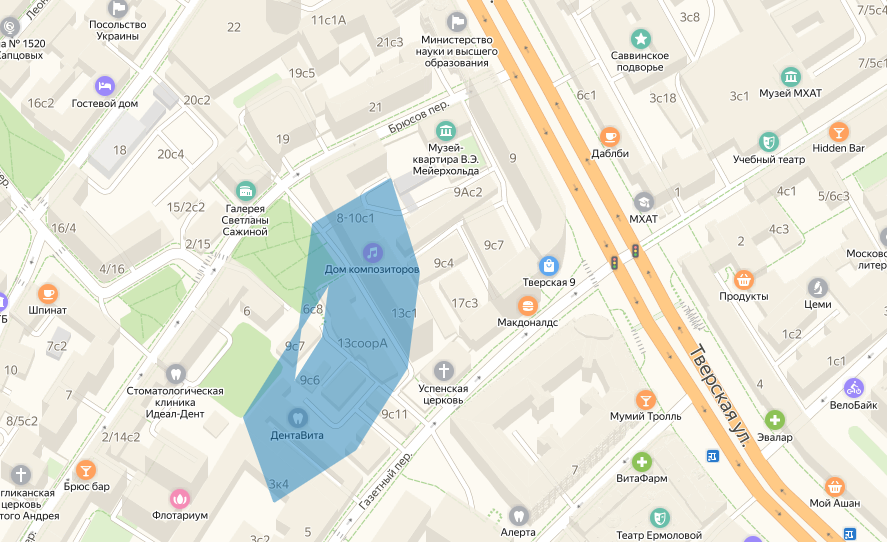 Посольство
Украины
22
11с1А
21с3
Министерство
науки и высшего
образования
3с8
7/5с
Саввинское
подворье
а № 1520
Капцовых
16с2
Гостевой дом
20с2
19с5
21
6с1
3с18
3с1
Музей МХАТ
7/5с1
Брюсов пер.
18
20с4
19
Музей-
квартира В.Э.
Мейерхольда
9
Даблби
Учебный театр
Hidden Bar
ер.
15/2с2
Галерея
Светланы
Сажиной
8-10с1
9Ас2
1
МХАТ
4с1
5/6с3
16/4
2/15
4/16
Дом композиторов
9с4
9с7
Тверская 9
2
4с3
Московс
литер
ТБ
Шпинат
6
6с8
13с1
17с3
Макдоналдс
Продукты
Цеми
7с2
9с7
13соорА
1с2
Стоматологическая
клиника
Идеал-Дент
9с6
Успенская
церковь
Тверская ул.
1с1
7
8/5с2
2/14с2
ДентаВита
9с11
Мумий Тролль
4
ВелоБайк
Эвалар
гликанская
церковь
того Андрея
Брюс бар
Флотариум
3к4
Газетный пер.
7
ВитаФарм
Мой Ашан
3с2
5
Алерта
Театр Ермоловой